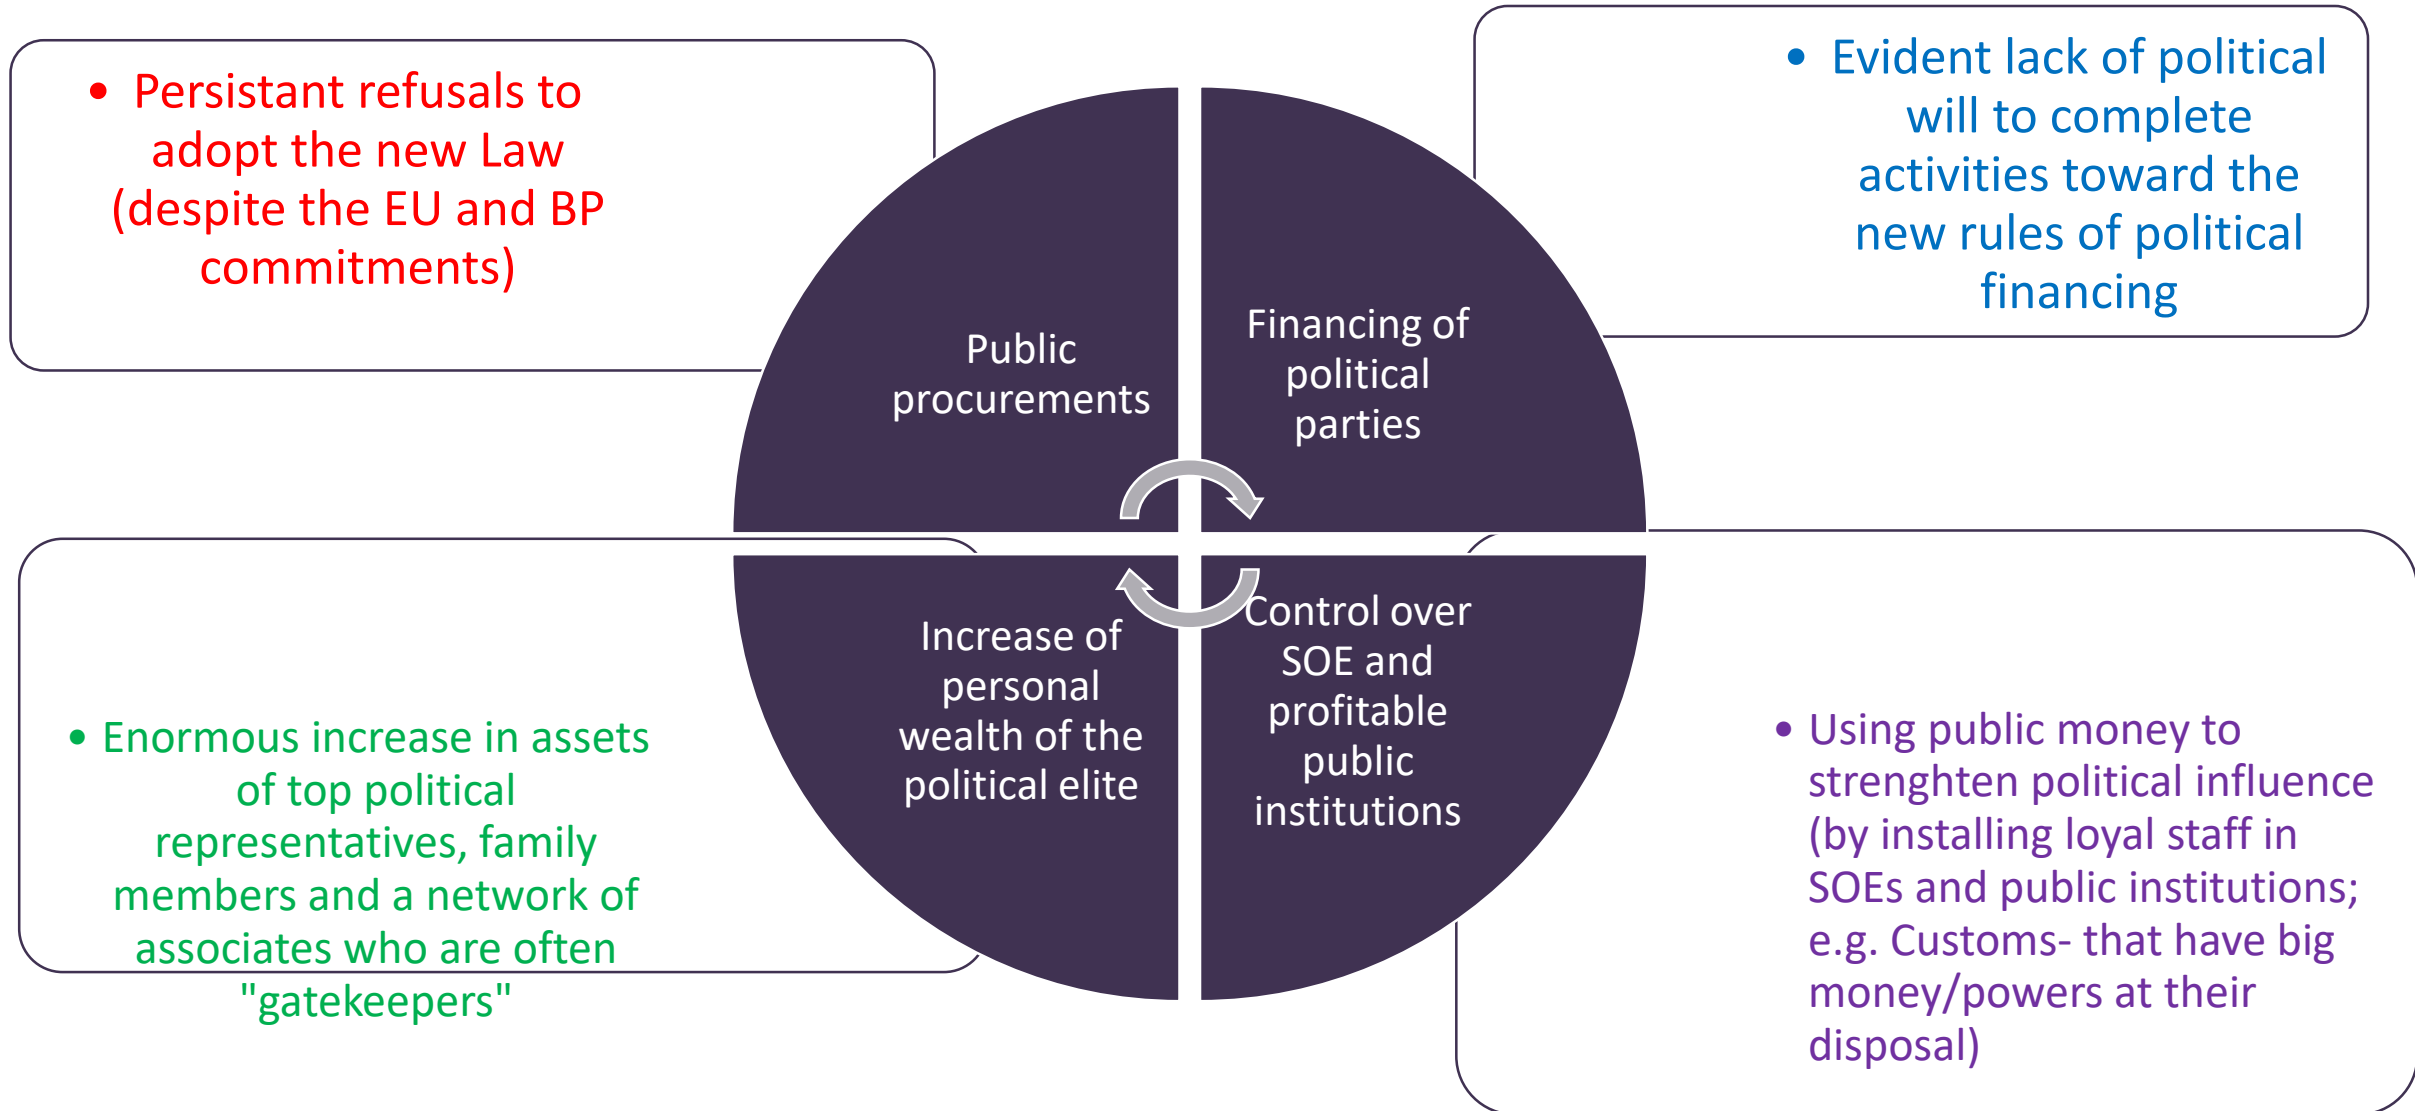 • Persistant refusals to
adopt the new Law
(despite the EU and BP
commitments)
• Evident lack of political
will to complete
activities toward the
new rules of political
financing
Public
procurements
Financing of
political
parties
Increase of
personal
wealth of the
political elite
Control over
SOE and
profitable
public
institutions
• Enormous increase in assets
of top political
representatives, family
members and a network of
associates who are often
"gatekeepers"
• Using public money to
strenghten political influence
(by installing loyal staff in
SOEs and public institutions;
e.g. Customs- that have big
money/powers at their
disposal)